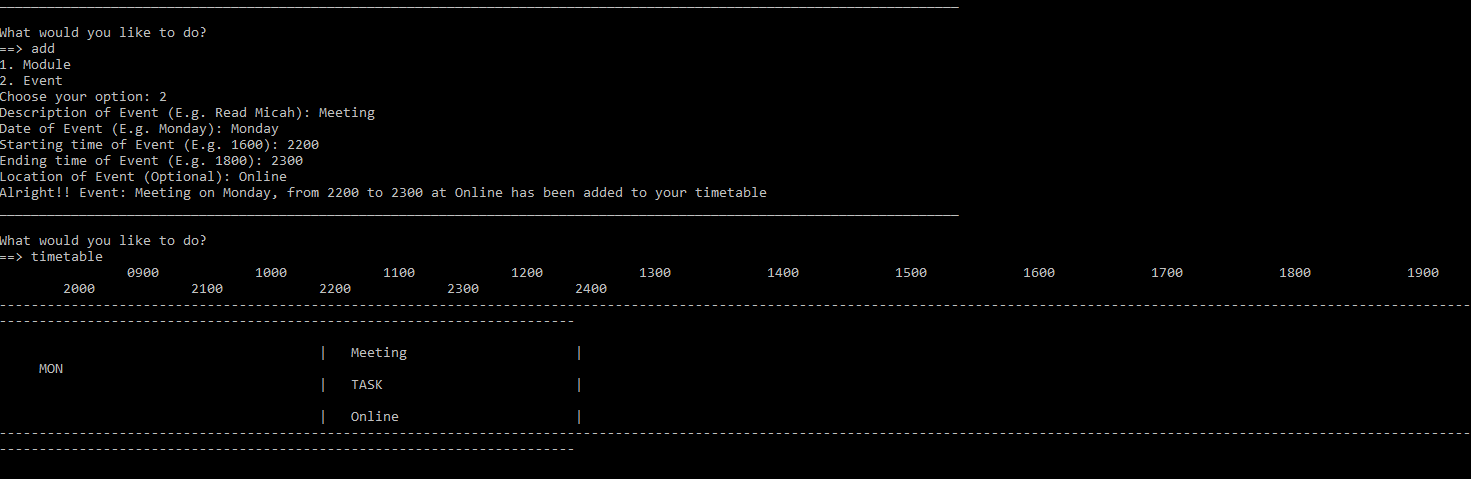 What would you like to do?
==> add
1. Module
2. Event
Choose your option: 2
Description of Event (E.g. Read Micah): Meeting
Date of Event (E.g. Monday): Monday
Starting time of Event (E.g. 1600): 2200
Ending time of Event (E.g. 1800): 2300
Location of Event (Optional): Online
Alright!! Event: Meeting on Monday, from 2200 to 2300 at Online has been added to your timetable
What would you like to do?
==> timetable
0900 1000 1100 1200 1300 1400 1500 1600 1700 1800 1900
2000 2100 2200 2300 2400
| Meeting |
MON
| TASK |
| Online |